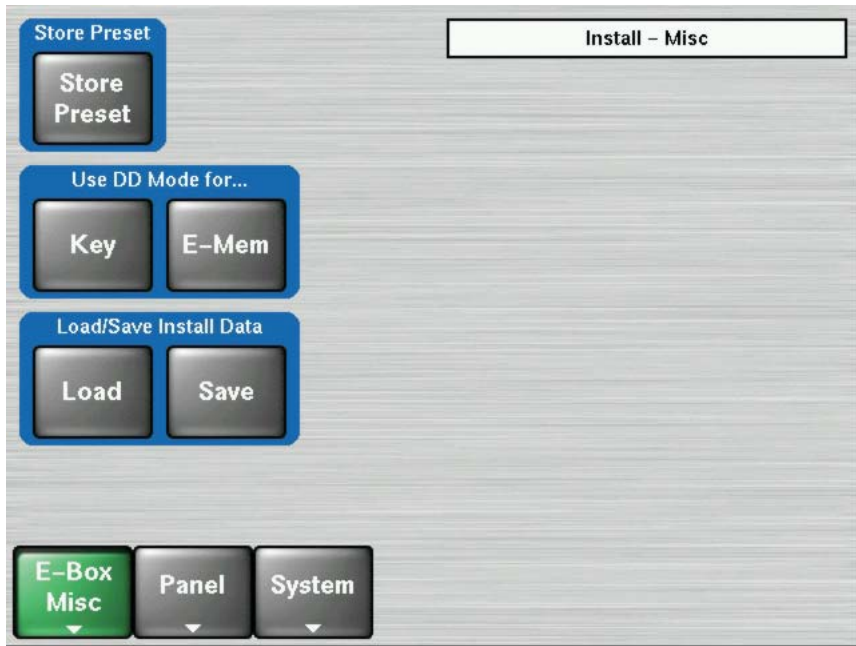 Store Preset
Install – Misc
Store
Preset
Use DD Mode for...
Key
E–Mem
Load/Save Install Data
Load
Save
E–Box
Misc
Panel
System